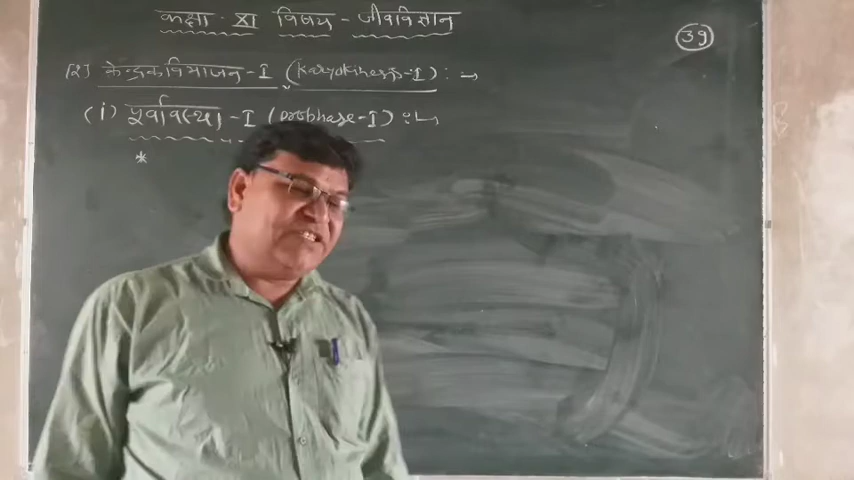 कक्षा - XI विषय - जीवविज्ञान
39
[2] केन्द्रकविभाजन - I (Karyokinesis-I) : →
(i) पूर्वावस्था - I (prophase-I) : ↳
*